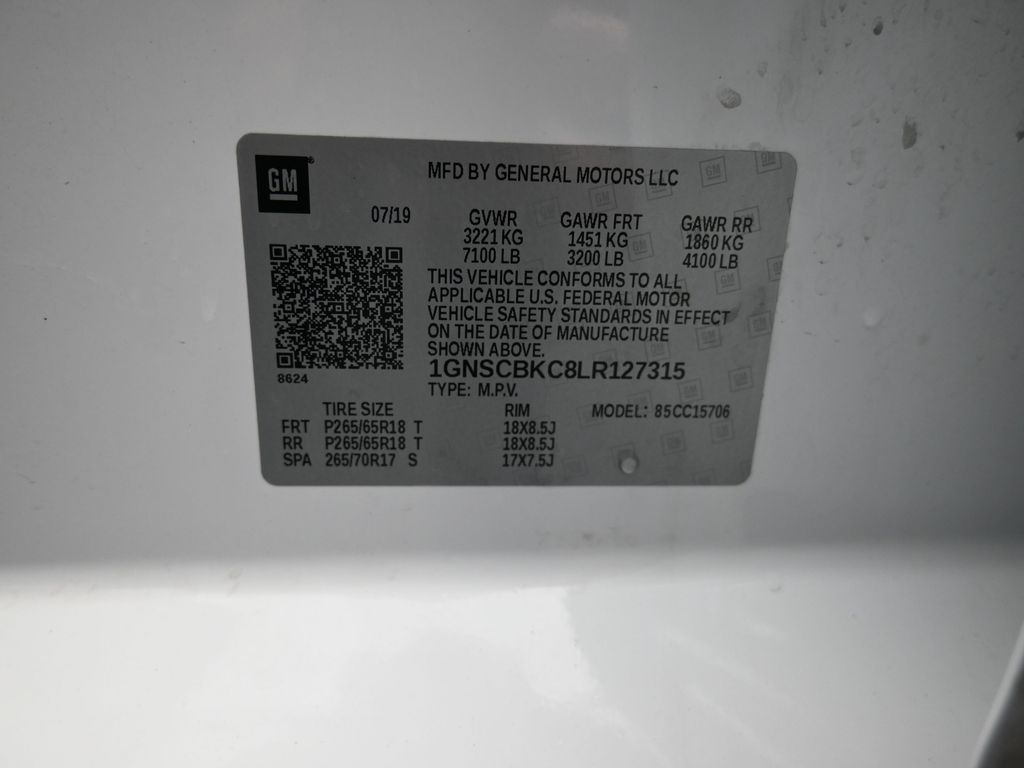 GM
MFD BY GENERAL MOTORS LLC
07/19 GVWR GAWR FRT GAWR RR
3221 KG 1451 KG 1860 KG
7100 LB 3200 LB 4100 LB
THIS VEHICLE CONFORMS TO ALL
APPLICABLE U.S. FEDERAL MOTOR
VEHICLE SAFETY STANDARDS IN EFFECT
ON THE DATE OF MANUFACTURE
SHOWN ABOVE.
8624
1GNSCBKC8LR127315
TYPE: M.P.V.
TIRE SIZE RIM MODEL: 85CC15706
FRT P265/65R18 T 18X8.5J
RR P265/65R18 T 18X8.5J
SPA 265/70R17 S 17X7.5J